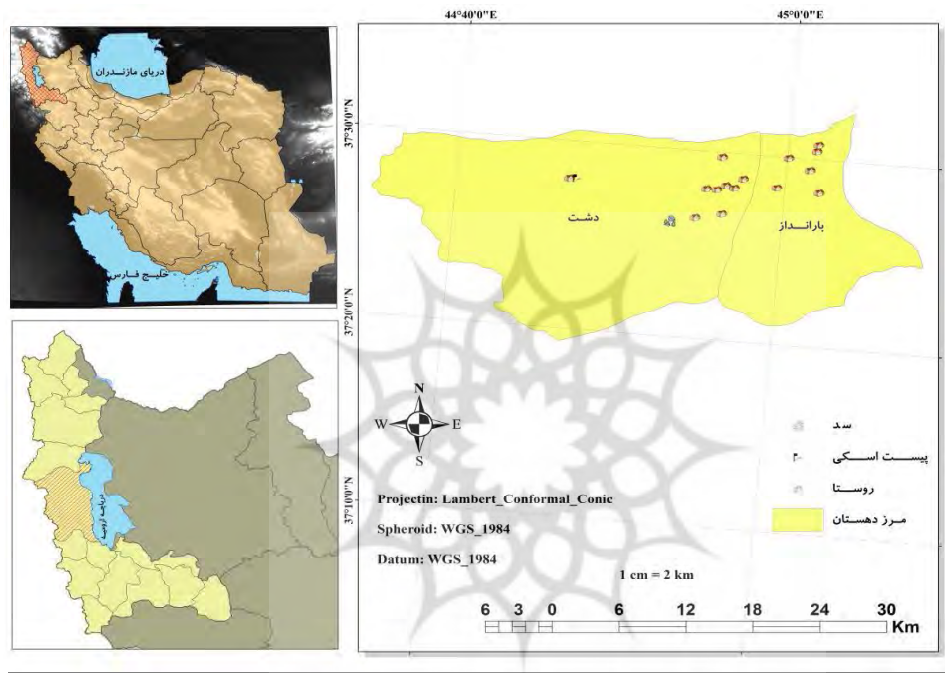 دریای مازندران
خلیج فارس
دریاچه ارومیه
44°40'0"E
45°0'0"E
37°30'0"N
37°20'0"N
37°10'0"N
دشت
بارانداز
N
W
E
S
Projectin: Lambert_Conformal_Conic
Spheroid: WGS_1984
Datum: WGS_1984
سد
پیست اسکی
روستا
مرز دهستان
1 cm = 2 km
6 3 0 6 12 18 24 30
Km